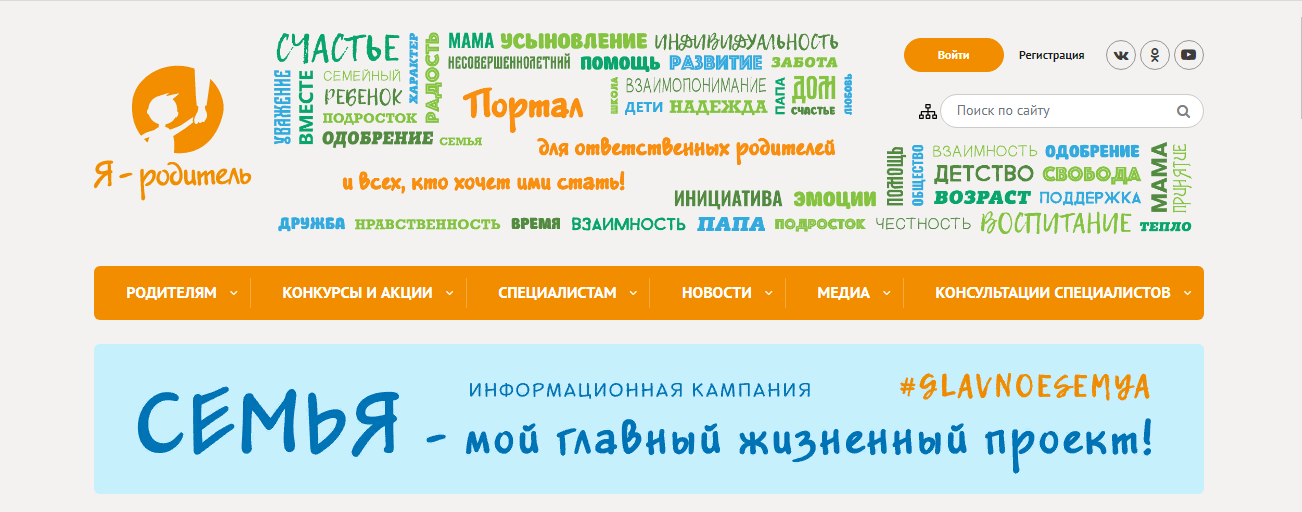 Я - родитель
СЧАСТЬЕ
УВАЖЕНИЕ
ВМЕСТЕ
СЕМЕЙНЫЙ
РЕБЕНОК
ПОДРОСТОК
ОДОБРЕНИЕ
СЕМЬЯ
ХАРАКТЕР
РАДОСТЬ
МАМА УСЫНОВЛЕНИЕ ИНДИВИДУАЛЬНОСТЬ
НЕСОВЕРШЕННОЛЕТНИЙ ПОМОЩЬ РАЗВИТИЕ ЗАБОТА
ШКОЛА
ВЗАИМОПОНИМАНИЕ
ДЕТИ НАДЕЖДА
ПАПА
ДОМ
СЧАСТЬЕ
ЛЮБОВЬ
Портал
для ответственных родителей
и всех, кто хочет ими стать!
ИНИЦИАТИВА ЭМОЦИИ
ПОМОЩЬ
ОБЩЕСТВО
ВЗАИМНОСТЬ ОДОБРЕНИЕ
ДЕТСТВО СВОБОДА
ВОЗРАСТ ПОДДЕРЖКА
МАМА
ПРИНЯТИЕ
ДРУЖБА НРАВСТВЕННОСТЬ ВРЕМЯ ВЗАИМНОСТЬ ПАПА ПОДРОСТОК ЧЕСТНОСТЬ ВОСПИТАНИЕ ТЕПЛО
Войти Регистрация
Поиск по сайту
РОДИТЕЛЯМ КОНКУРСЫ И АКЦИИ СПЕЦИАЛИСТАМ НОВОСТИ МЕДИА КОНСУЛЬТАЦИИ СПЕЦИАЛИСТОВ
ИНФОРМАЦИОННАЯ КАМПАНИЯ #GLAVNOESEMYA
СЕМЬЯ - мой главный жизненный проект!